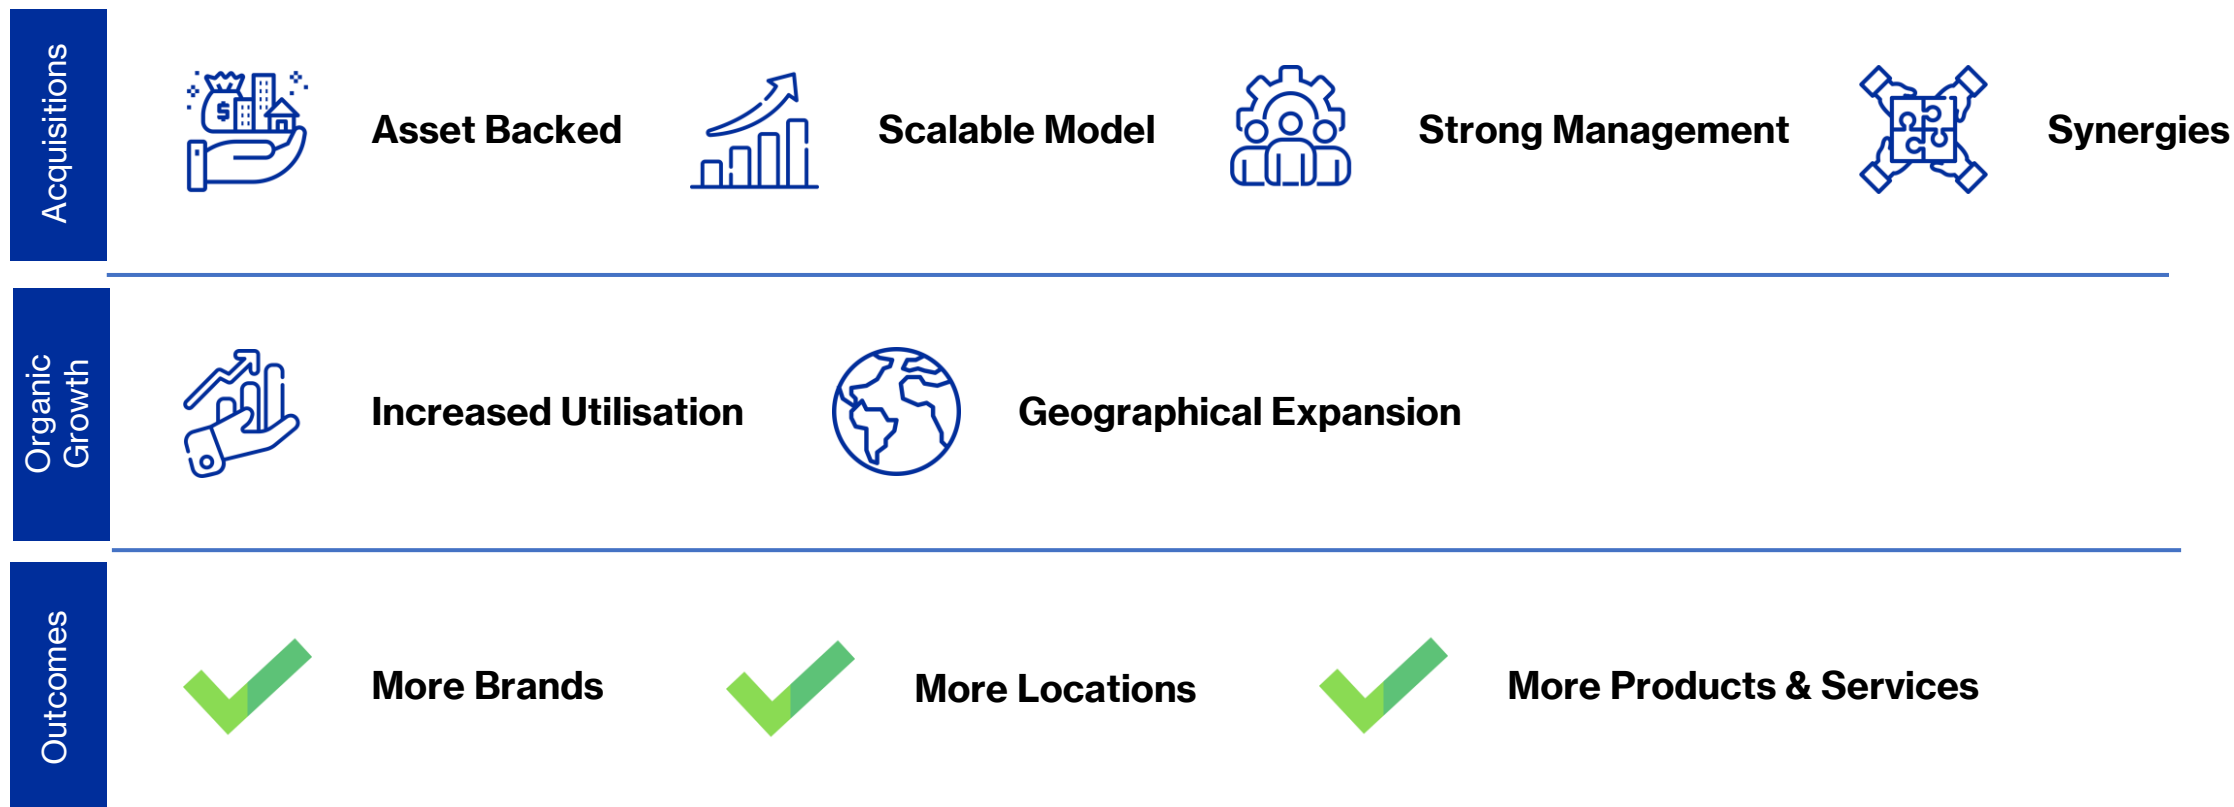 Acquisitions
Asset Backed
Scalable Model
Strong Management
Synergies
Organic
Growth
Increased Utilisation
Geographical Expansion
Outcomes
More Brands
More Locations
More Products & Services